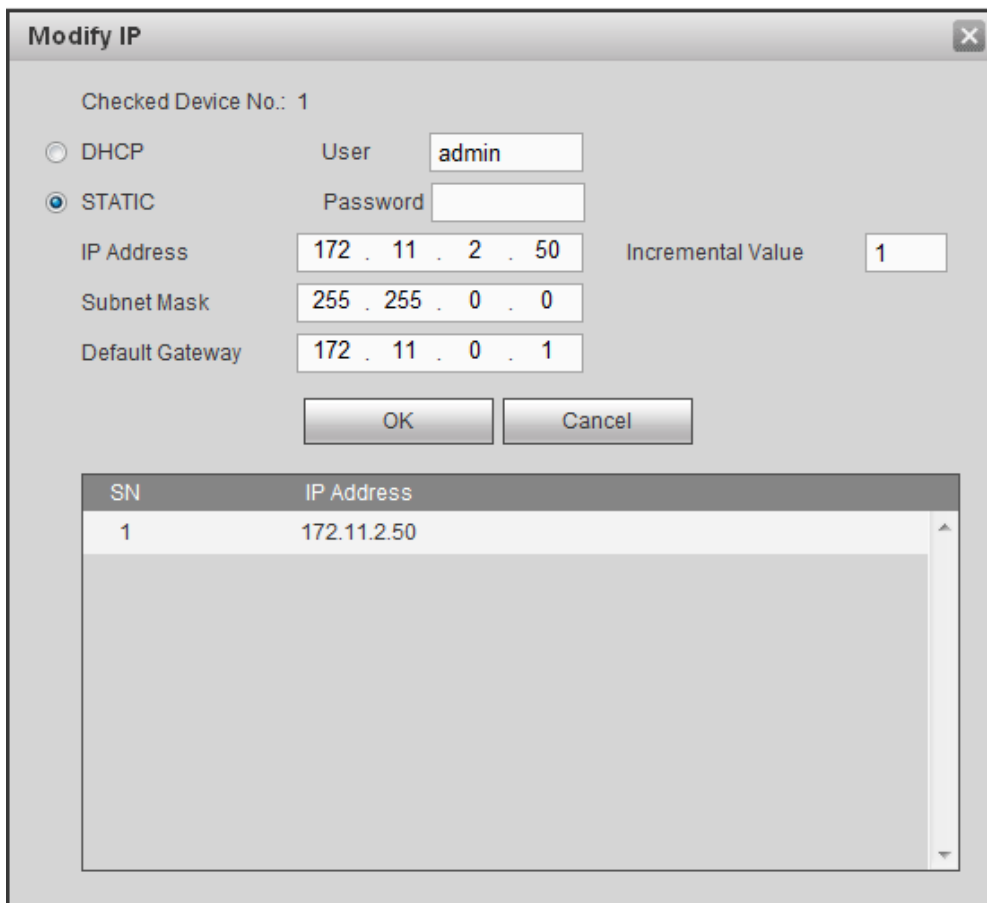 Modify IP
Checked Device No.: 1
DHCP User admin
STATIC Password
IP Address 172 . 11 . 2 . 50 Incremental Value 1
Subnet Mask 255 . 255 . 0 . 0
Default Gateway 172 . 11 . 0 . 1
OK Cancel
SN IP Address
1 172.11.2.50